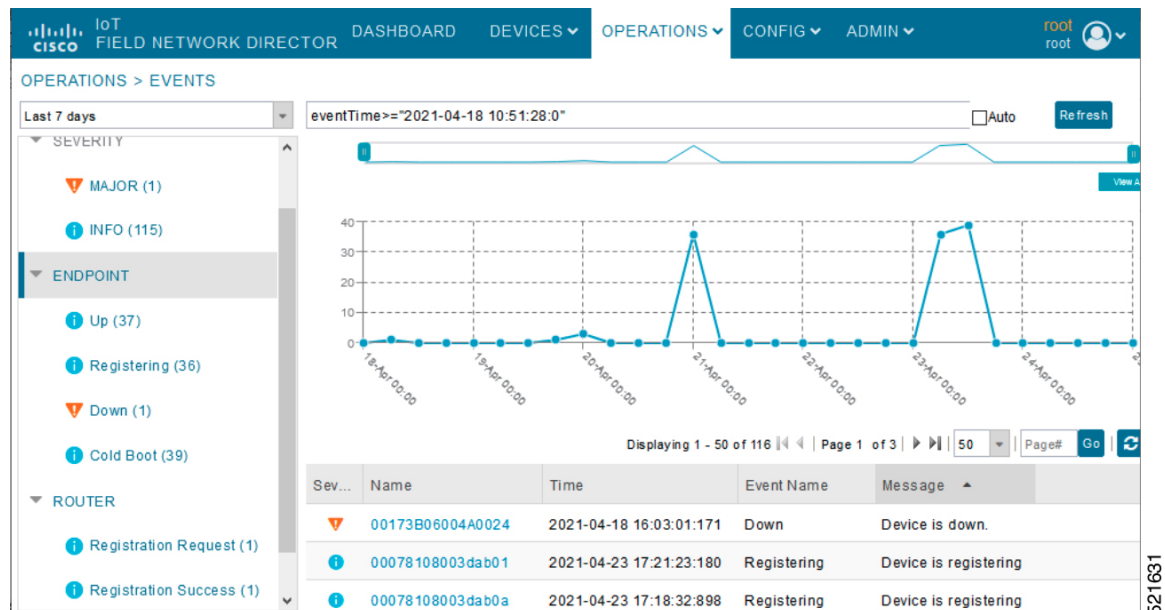 IoT
CISCO FIELD NETWORK DIRECTOR
DASHBOARD DEVICES OPERATIONS CONFIG ADMIN
root
root
OPERATIONS > EVENTS
Last 7 days
eventTime>="2021-04-18 10:51:28:0"
Auto
Refresh
SEVERITY
MAJOR (1)
INFO (115)
ENDPOINT
Up (37)
Registering (36)
Down (1)
Cold Boot (39)
ROUTER
Registration Request (1)
Registration Success (1)
View A
40
30
20
10
0
18-Apr 00:00
19-Apr 00:00
20-Apr 00:00
21-Apr 00:00
22-Apr 00:00
23-Apr 00:00
24-Apr 00:00
Displaying 1 - 50 of 116 | Page 1 of 3 | 50 | Page# Go |
Sev... Name Time Event Name Message
00173B06004A0024 2021-04-18 16:03:01:171 Down Device is down.
00078108003dab01 2021-04-23 17:21:23:180 Registering Device is registering
00078108003dab0a 2021-04-23 17:18:32:898 Registering Device is registering